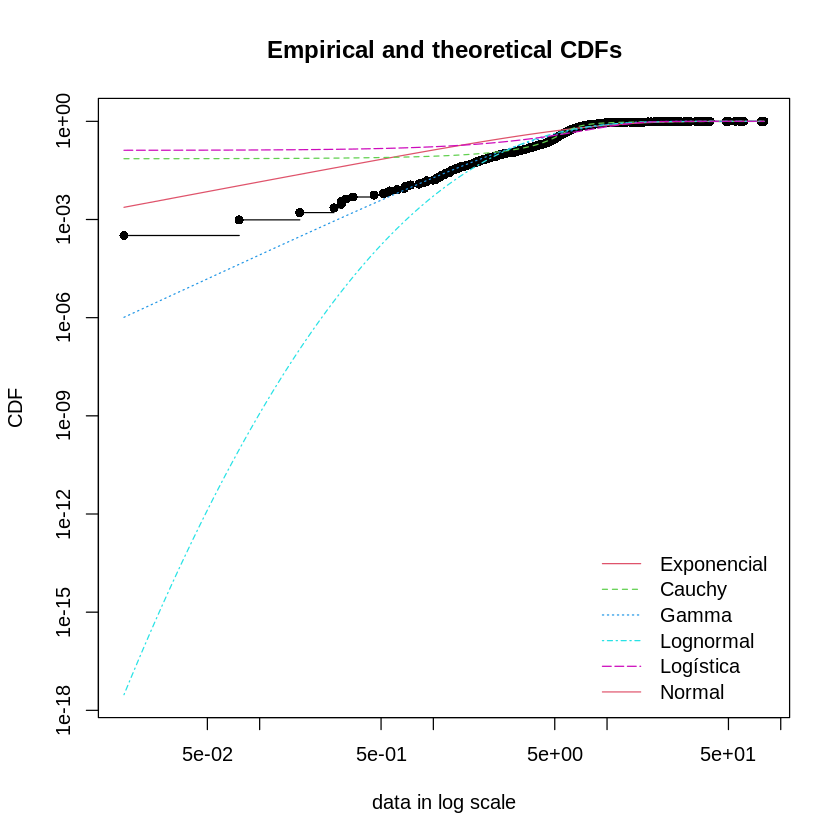 Empirical and theoretical CDFs
CDF
1e+00
1e-03
1e-06
1e-09
1e-12
1e-15
1e-18
Exponencial
Cauchy
Gamma
Lognormal
Logística
Normal
5e-02 5e-01 5e+00 5e+01
data in log scale